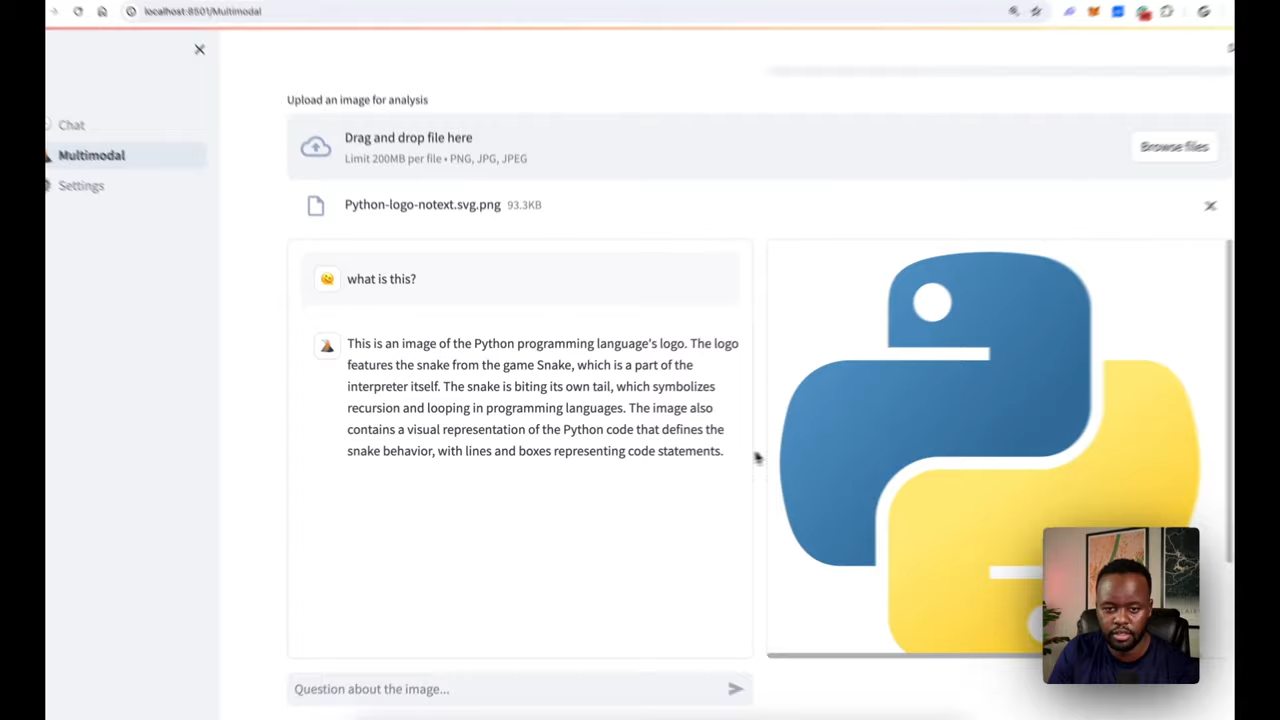 localhost:8501/Multimodal
Chat
Multimodal
Settings
Upload an image for analysis
Drag and drop file here
Limit 200MB per file • PNG, JPG, JPEG
Browse files
Python-logo-notext.svg.png 93.3KB
what is this?
This is an image of the Python programming language's logo. The logo
features the snake from the game Snake, which is a part of the
interpreter itself. The snake is biting its own tail, which symbolizes
recursion and looping in programming languages. The image also
contains a visual representation of the Python code that defines the
snake behavior, with lines and boxes representing code statements.
Question about the image...